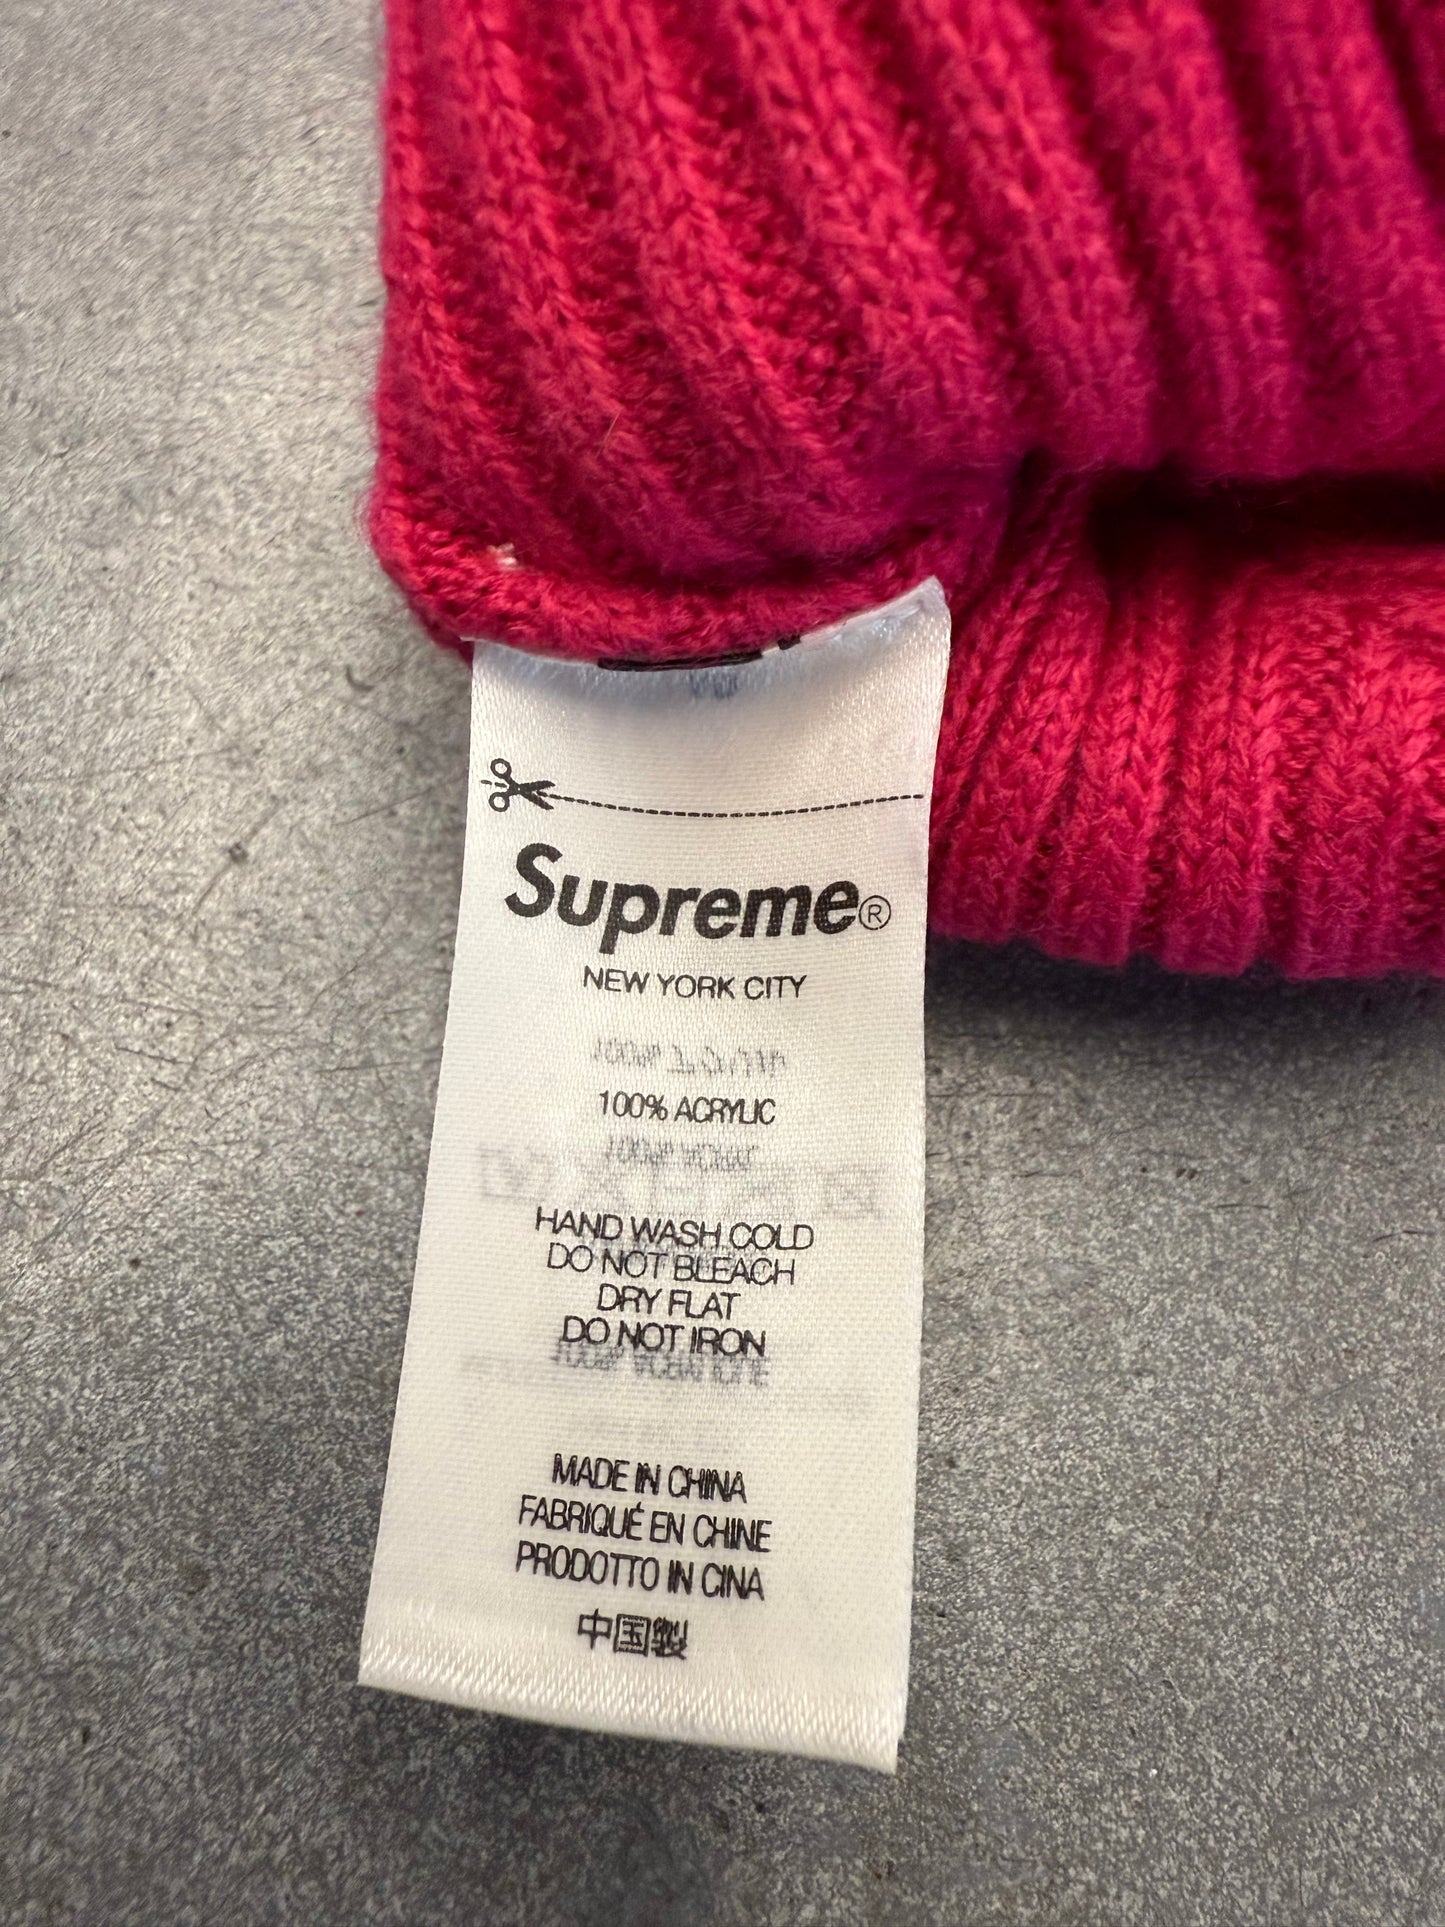 Supreme®
NEW YORK CITY
100% ACRYLIC
HAND WASH COLD
DO NOT BLEACH
DRY FLAT
DO NOT IRON
MADE IN CHINA
FABRIQUÉ EN CHINE
PRODOTTO IN CINA
中国製